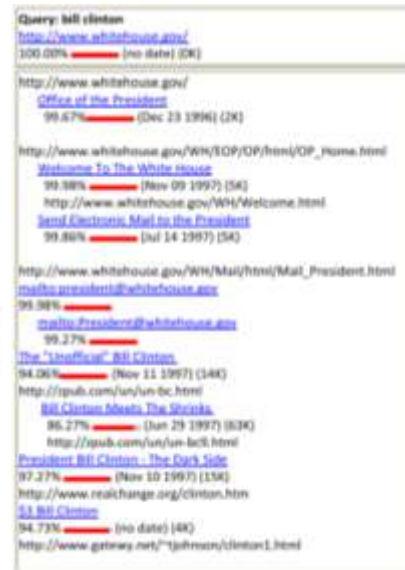 Query: bill clinton
http://www.whitehouse.gov/
100.00% (no date) (0K)
http://www.whitehouse.gov/
Office of the President
99.67% (Dec 23 1996) (2K)
http://www.whitehouse.gov/WH/EOP/OP/html/OP_Home.html
Welcome To The White House
99.98% (Nov 09 1997) (5K)
http://www.whitehouse.gov/WH/Welcome.html
Send Electronic Mail to the President
99.86% (Jul 14 1997) (5K)
http://www.whitehouse.gov/WH/Mail/html/Mail_President.html
mailto:president@whitehouse.gov
99.98%
mailto:President@whitehouse.gov
99.27%
The "Unofficial" Bill Clinton
94.06% (Nov 11 1997) (14K)
http://zpub.com/un/un-bc.html
Bill Clinton Meets The Shrinks
86.27% (Jun 29 1997) (63K)
http://zpub.com/un/un-bc9.html
President Bill Clinton - The Dark Side
97.27% (Nov 10 1997) (15K)
http://www.realchange.org/clinton.htm
$3 Bill Clinton
94.73% (no date) (4K)
http://www.gateway.net/~tjohnson/clinton1.html